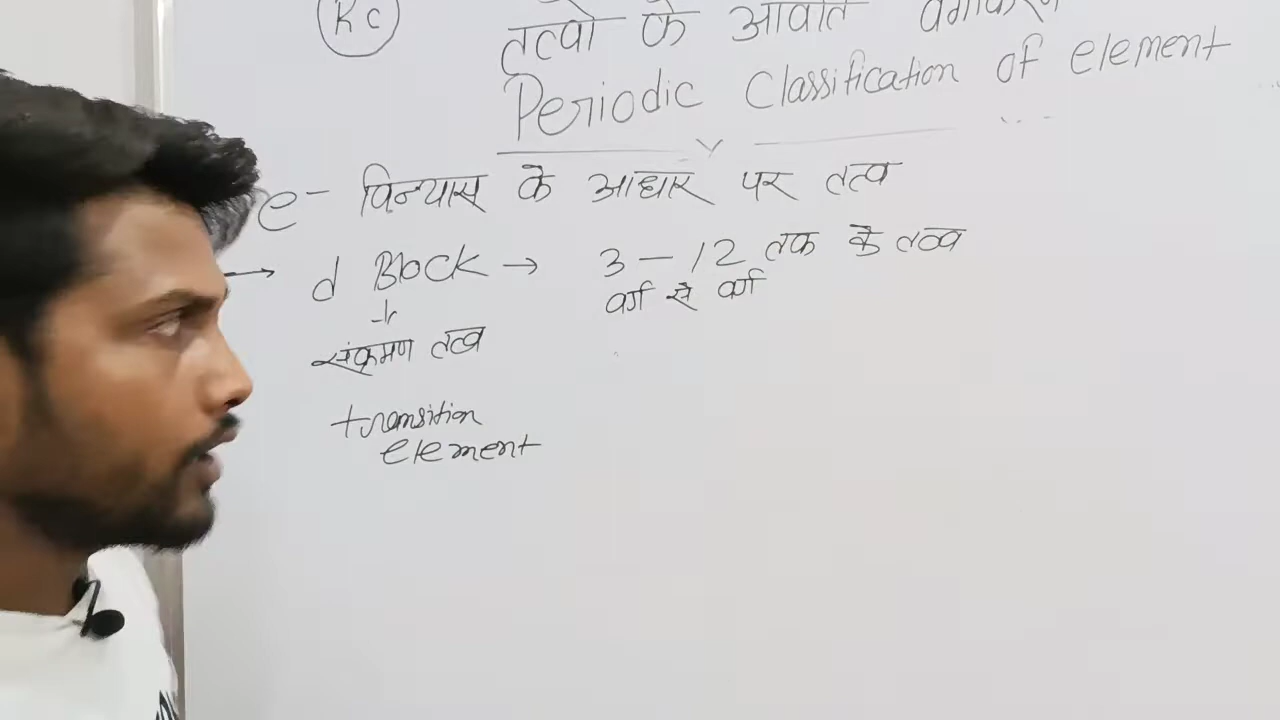 KC
तत्वो के आवर्त वर्गीकरण
Periodic Classification of element
e- विन्यास के आधार पर तत्व
→ d Block → 3 – 12 तक के तत्व
वर्ग से वर्ग
संक्रमण तत्व
transition
element